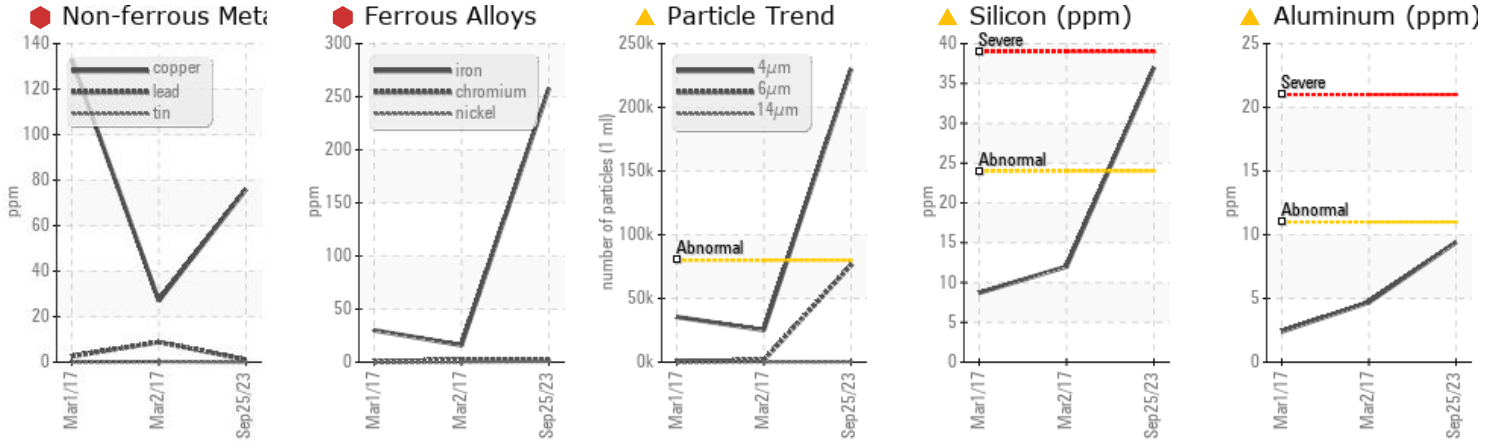 Non-ferrous Meta
140
120
100
80
60
40
20
0
ppm
copper
lead
tin
Mar1/17
Mar2/17
Sep25/23
Ferrous Alloys
300
250
200
150
100
50
0
ppm
iron
chromium
nickel
Mar1/17
Mar2/17
Sep25/23
Particle Trend
250k
200k
150k
100k
50k
0k
number of particles (1 ml)
4μm
6μm
14μm
Abnormal
Mar1/17
Mar2/17
Sep25/23
Silicon (ppm)
40
35
30
25
20
15
10
5
0
ppm
Severe
Abnormal
Mar1/17
Mar2/17
Sep25/23
Aluminum (ppm)
25
20
15
10
5
0
ppm
Severe
Abnormal
Mar1/17
Mar2/17
Sep25/23